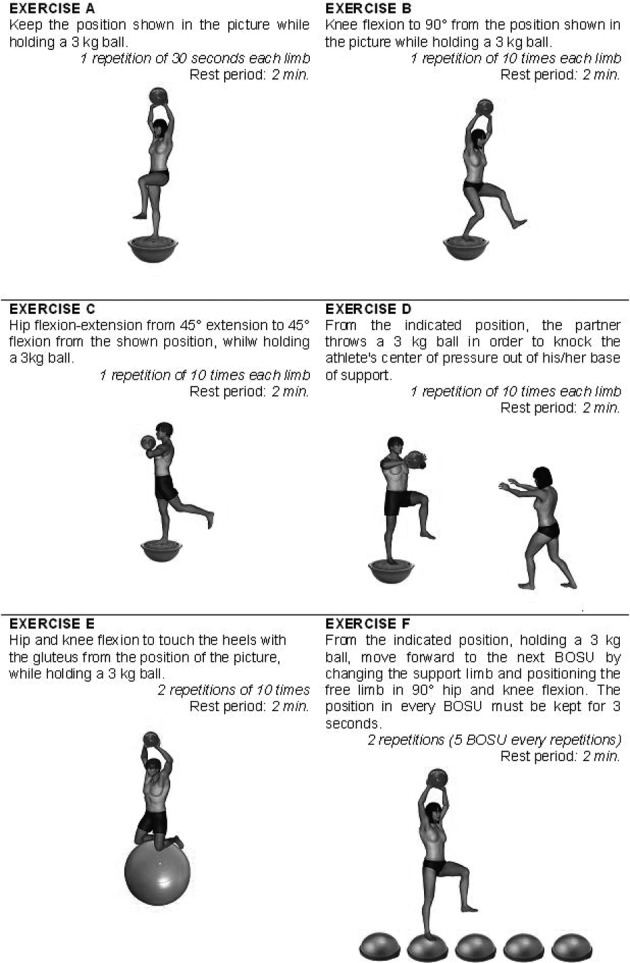 EXERCISE A
Keep the position shown in the picture while
holding a 3 kg ball.
1 repetition of 30 seconds each limb
Rest period: 2 min.
EXERCISE B
Knee flexion to 90° from the position shown in
the picture while holding a 3 kg ball.
1 repetition of 10 times each limb
Rest period: 2 min.
EXERCISE C
Hip flexion-extension from 45° extension to 45°
flexion from the shown position, whilw holding
a 3kg ball.
1 repetition of 10 times each limb
Rest period: 2 min.
EXERCISE D
From the indicated position, the partner
throws a 3 kg ball in order to knock the
athlete's center of pressure out of his/her base
of support.
1 repetition of 10 times each limb
Rest period: 2 min.
EXERCISE E
Hip and knee flexion to touch the heels with
the gluteus from the position of the picture,
while holding a 3 kg ball.
2 repetitions of 10 times
Rest period: 2 min.
EXERCISE F
From the indicated position, holding a 3 kg
ball, move forward to the next BOSU by
changing the support limb and positioning the
free limb in 90° hip and knee flexion. The
position in every BOSU must be kept for 3
seconds.
2 repetitions (5 BOSU every repetitions)
Rest period: 2 min.